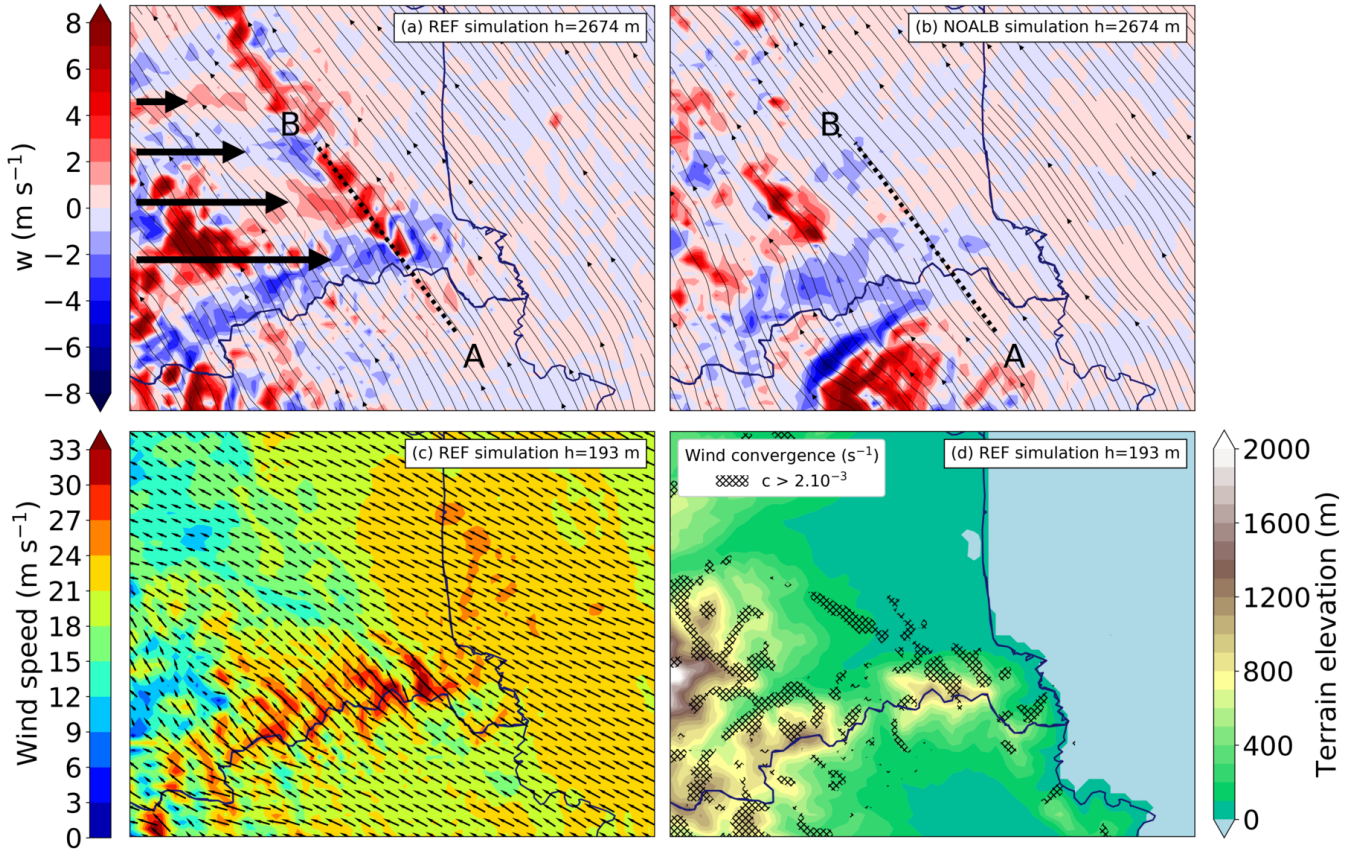 8
6
4
2
0
−2
−4
−6
−8
w (m s⁻¹)
(a) REF simulation h=2674 m
B
A
(b) NOALB simulation h=2674 m
B
A
33
30
27
24
21
18
15
12
9
6
3
0
Wind speed (m s⁻¹)
(c) REF simulation h=193 m
Wind convergence (s⁻¹)
c > 2.10⁻³
(d) REF simulation h=193 m
2000
1600
1200
800
400
0
Terrain elevation (m)